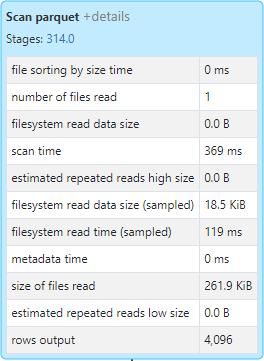 Scan parquet +details
Stages: 314.0
file sorting by size time 0 ms
number of files read 1
filesystem read data size 0.0 B
scan time 369 ms
estimated repeated reads high size 0.0 B
filesystem read data size (sampled) 18.5 KiB
filesystem read time (sampled) 119 ms
metadata time 0 ms
size of files read 261.9 KiB
estimated repeated reads low size 0.0 B
rows output 4,096